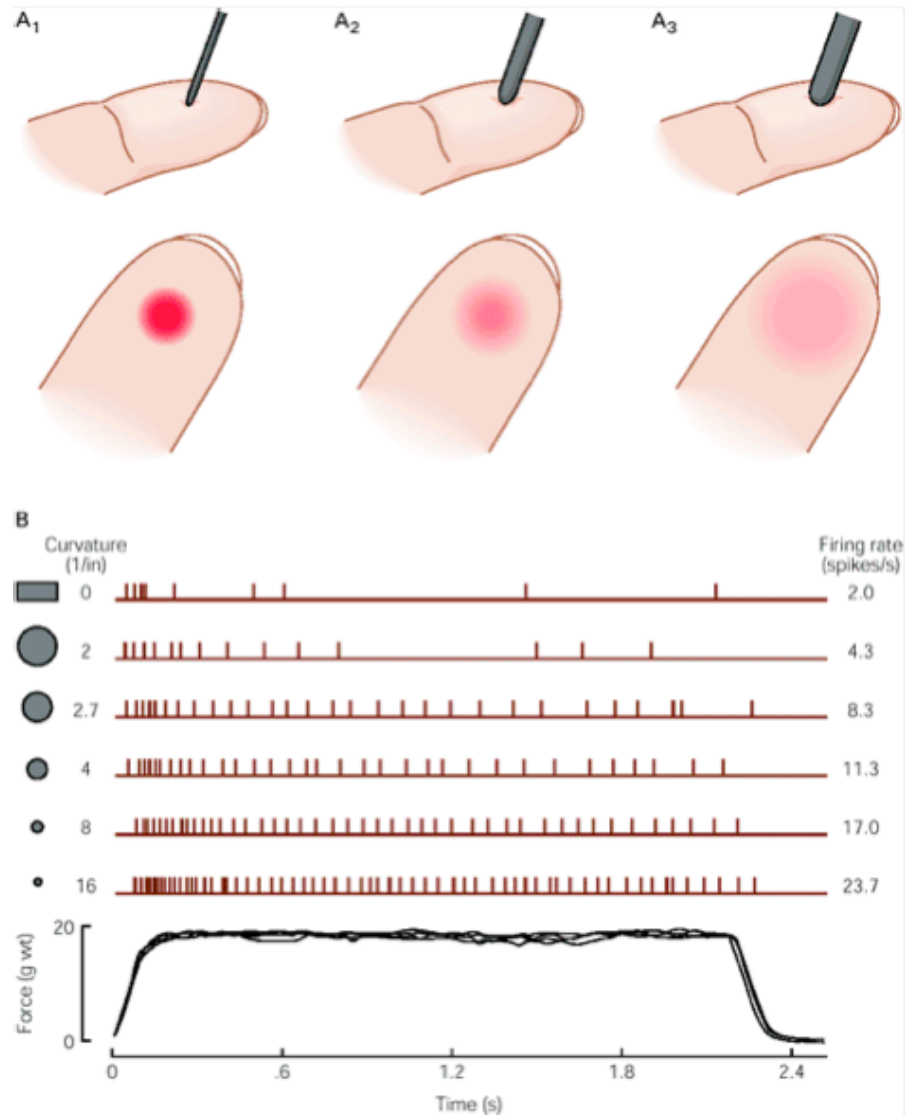 A1 A2 A3
B
Curvature
(1/in)
Firing rate
(spikes/s)
0 2.0
2 4.3
2.7 8.3
4 11.3
8 17.0
16 23.7
20
Force (g wt)
0
0 .6 1.2 1.8 2.4
Time (s)